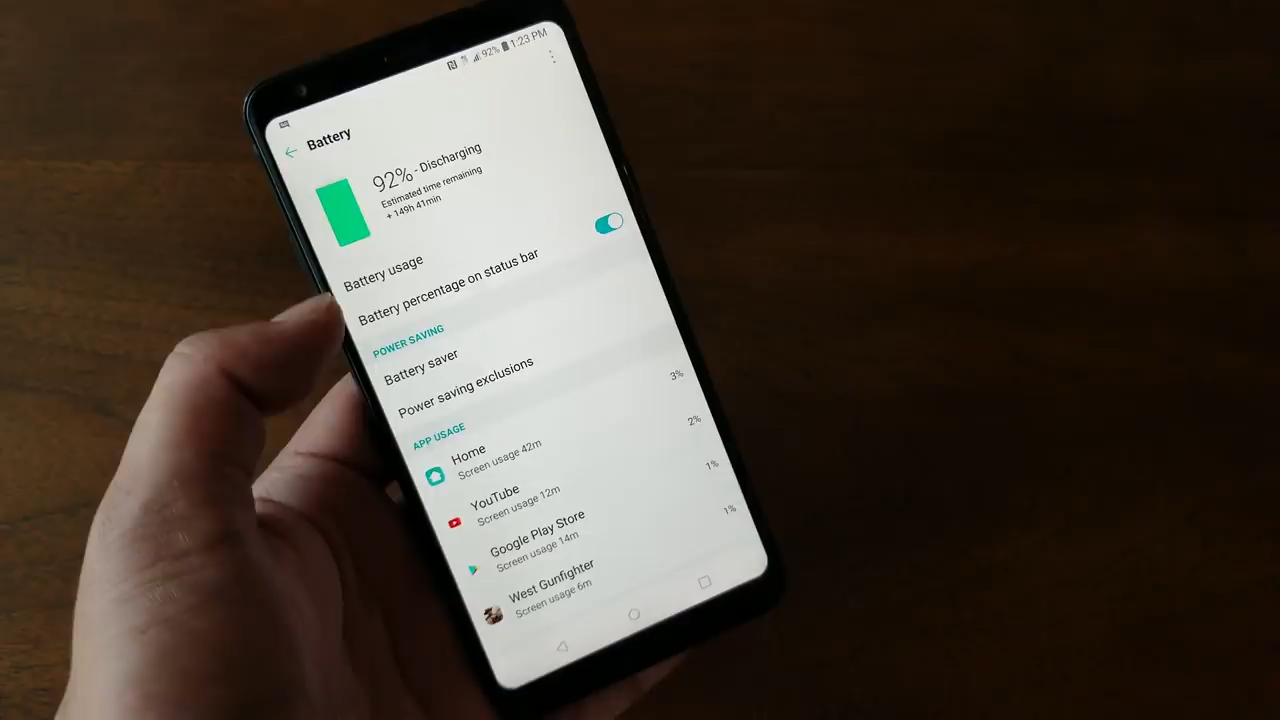 92% 1:23 PM
Battery
92% - Discharging
Estimated time remaining
+ 149h 41min
Battery usage
Battery percentage on status bar
POWER SAVING
Battery saver
Power saving exclusions
APP USAGE
Home 3%
Screen usage 42m
YouTube 2%
Screen usage 12m
Google Play Store 1%
Screen usage 14m
West Gunfighter 1%
Screen usage 6m